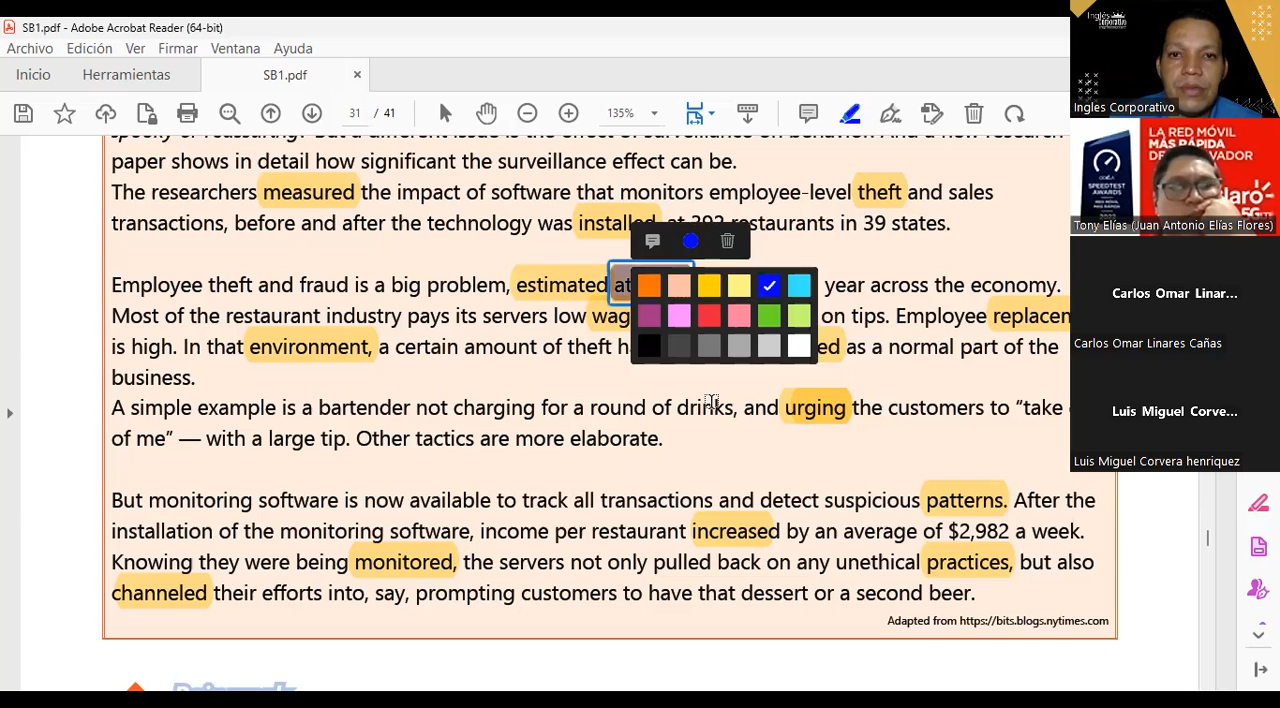 SB1.pdf - Adobe Acrobat Reader (64-bit)
Archivo Edición Ver Firmar Ventana Ayuda
Inicio Herramientas SB1.pdf ×
31 / 41 135%
paper shows in detail how significant the surveillance effect can be.
The researchers measured the impact of software that monitors employee-level theft and sales
transactions, before and after the technology was installed at 392 restaurants in 39 states.
Employee theft and fraud is a big problem, estimated at year across the economy.
Most of the restaurant industry pays its servers low on tips. Employee
is high. In that environment, a certain amount of theft as a normal part of the
business.
A simple example is a bartender not charging for a round of drinks, and urging the customers to “take
of me” — with a large tip. Other tactics are more elaborate.
But monitoring software is now available to track all transactions and detect suspicious patterns. After the
installation of the monitoring software, income per restaurant increased by an average of $2,982 a week.
Knowing they were being monitored, the servers not only pulled back on any unethical practices, but also
channeled their efforts into, say, prompting customers to have that dessert or a second beer.
Adapted from https://bits.blogs.nytimes.com
Inglés
Corporativo
Ingles Corporativo
LA RED MÓVIL
MÁS RÁPIDA
SPEEDTEST
AWARDS
5G
Tony Elías (Juan Antonio Elías Flores)
Carlos Omar Linar...
Carlos Omar Linares Cañas
Luis Miguel Corve...
Luis Miguel Corvera henriquez